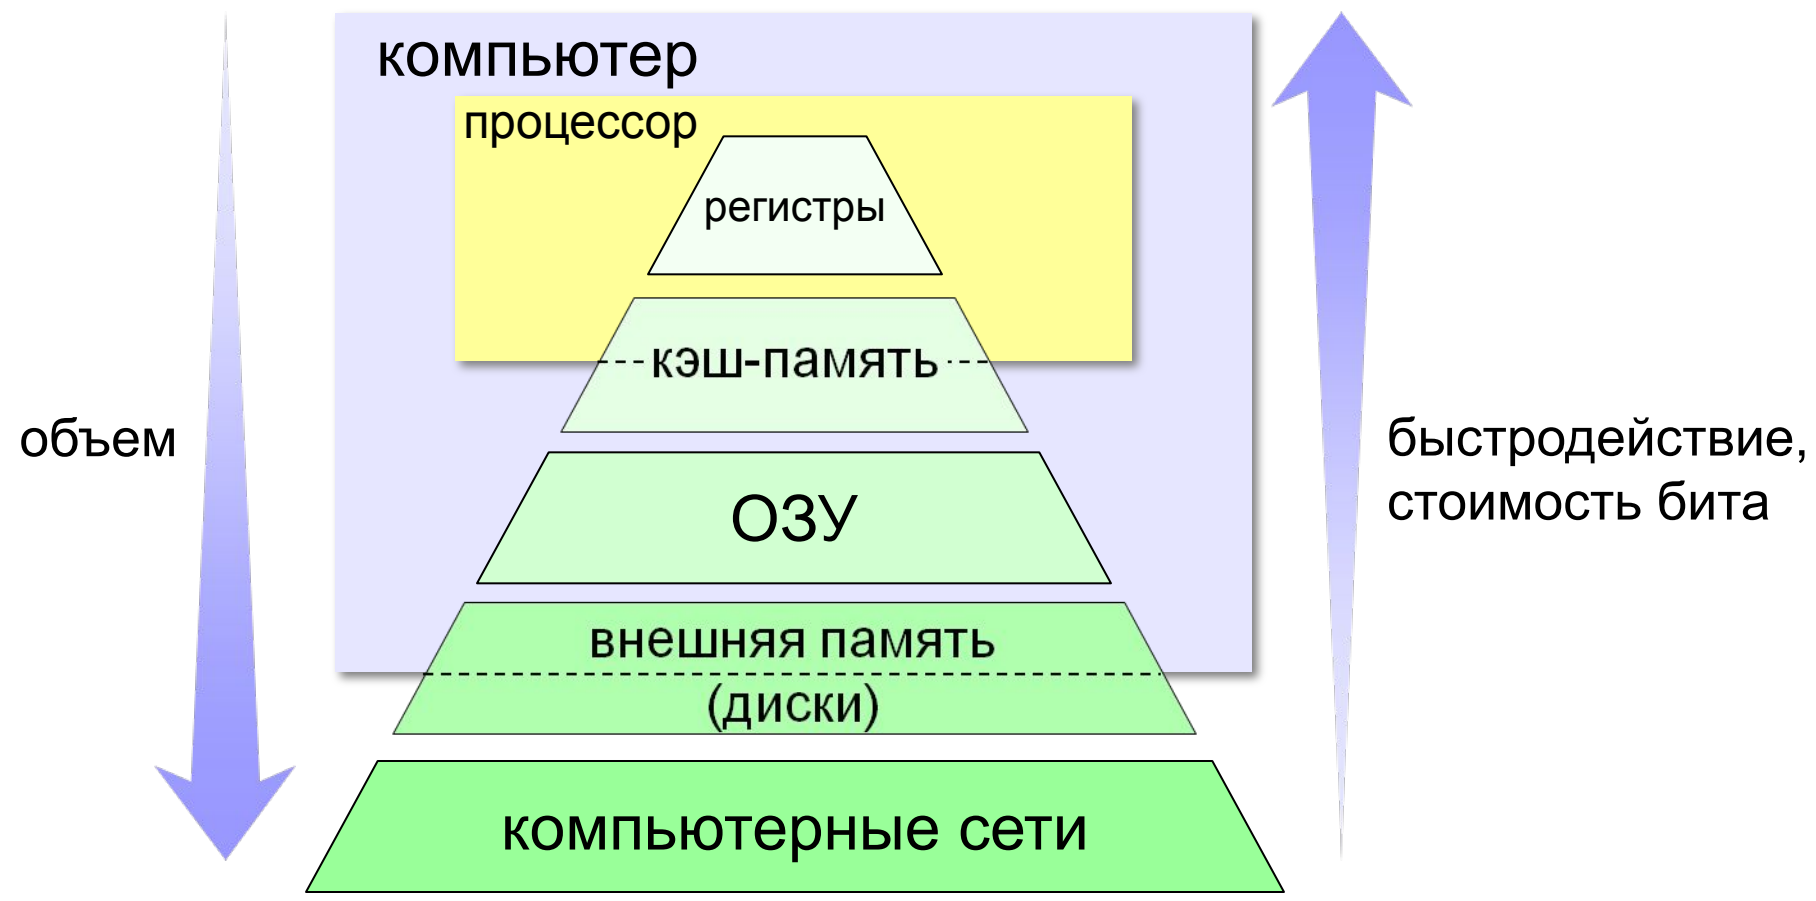 компьютер
процессор
регистры
кэш-память
объем
быстродействие,
стоимость бита
ОЗУ
внешняя память
(диски)
компьютерные сети